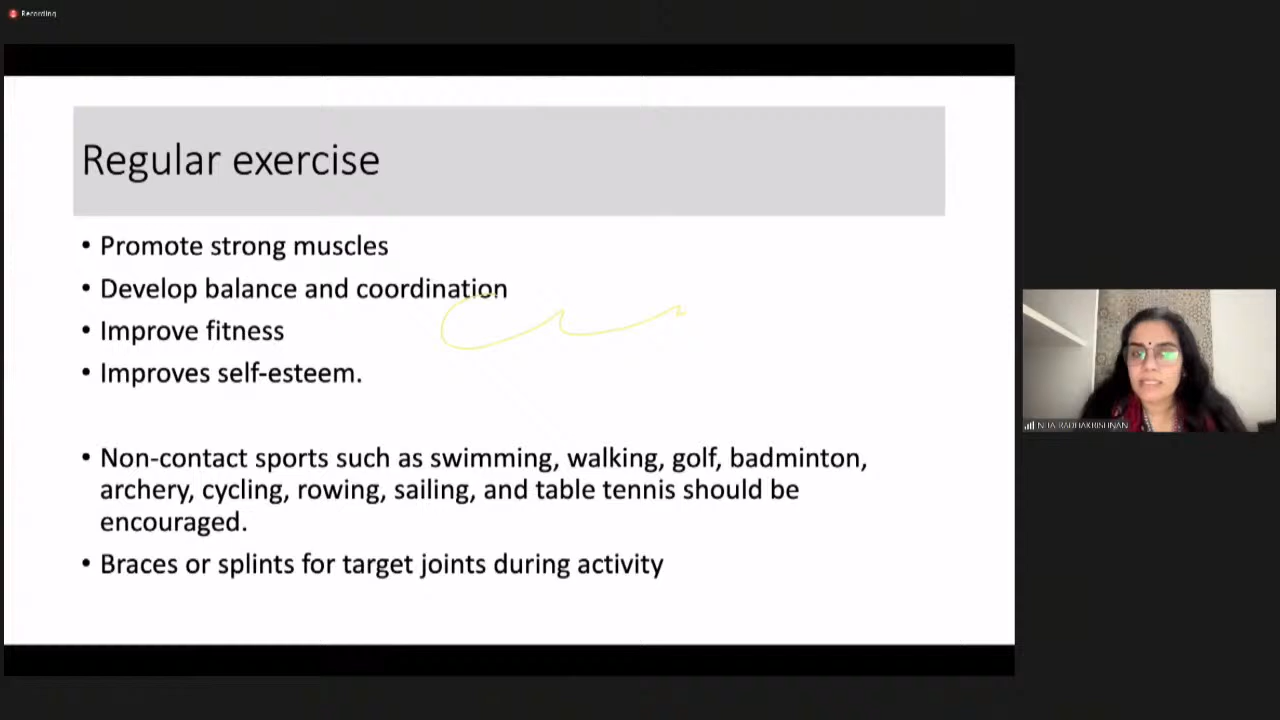 Recording
Regular exercise
• Promote strong muscles
• Develop balance and coordination
• Improve fitness
• Improves self-esteem.
• Non-contact sports such as swimming, walking, golf, badminton,
archery, cycling, rowing, sailing, and table tennis should be
encouraged.
• Braces or splints for target joints during activity
RADHAKRISHNAN